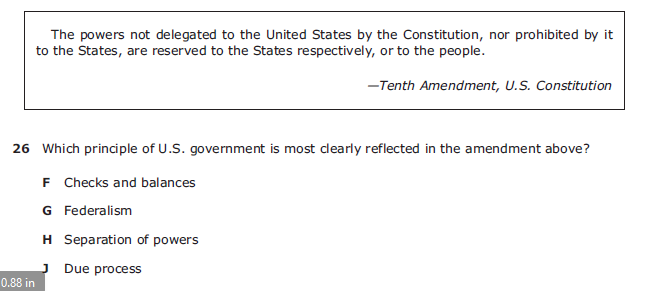 The powers not delegated to the United States by the Constitution, nor prohibited by it
to the States, are reserved to the States respectively, or to the people.
—Tenth Amendment, U.S. Constitution
26 Which principle of U.S. government is most clearly reflected in the amendment above?
F Checks and balances
G Federalism
H Separation of powers
J Due process
0.88 in